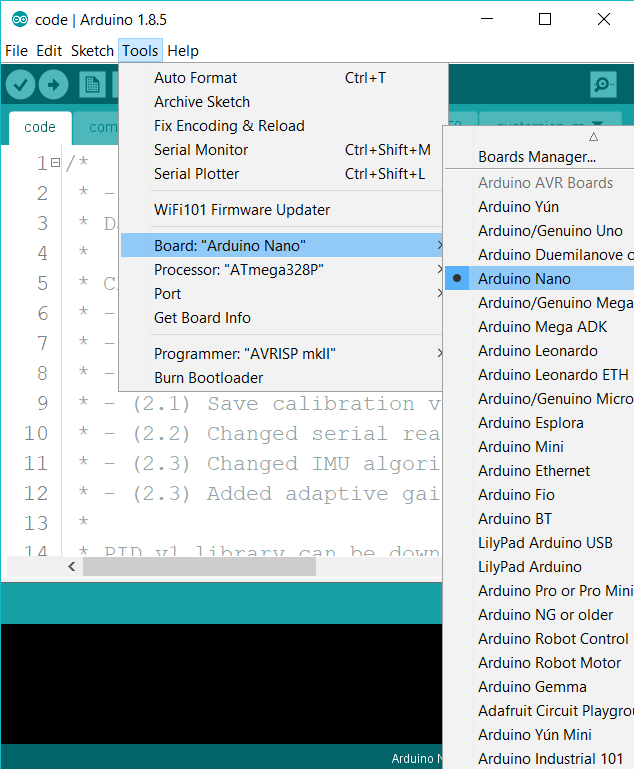 code | Arduino 1.8.5
File Edit Sketch Tools Help
code
com
Auto Format Ctrl+T
Archive Sketch
Fix Encoding & Reload
Serial Monitor Ctrl+Shift+M
Serial Plotter Ctrl+Shift+L
WiFi101 Firmware Updater
Board: "Arduino Nano"
Processor: "ATmega328P"
Port
Get Board Info
Programmer: "AVRISP mkII"
Burn Bootloader
Boards Manager...
Arduino AVR Boards
Arduino Yún
Arduino/Genuino Uno
Arduino Duemilanove o
Arduino Nano
Arduino/Genuino Mega
Arduino Mega ADK
Arduino Leonardo
Arduino Leonardo ETH
Arduino/Genuino Micro
Arduino Esplora
Arduino Mini
Arduino Ethernet
Arduino Fio
Arduino BT
LilyPad Arduino USB
LilyPad Arduino
Arduino Pro or Pro Mini
Arduino NG or older
Arduino Robot Control
Arduino Robot Motor
Arduino Gemma
Adafruit Circuit Playgrou
Arduino Yún Mini
Arduino Industrial 101
1 /*
2 * -
3 * D
4 *
5 * C
6 * -
7 * -
8 * -
9 * - (2.1) Save calibration v
10 * - (2.2) Changed serial rea
11 * - (2.3) Changed IMU algori
12 * - (2.3) Added adaptive gai
13 *
14 * PID_v1 library can be down
Arduino N